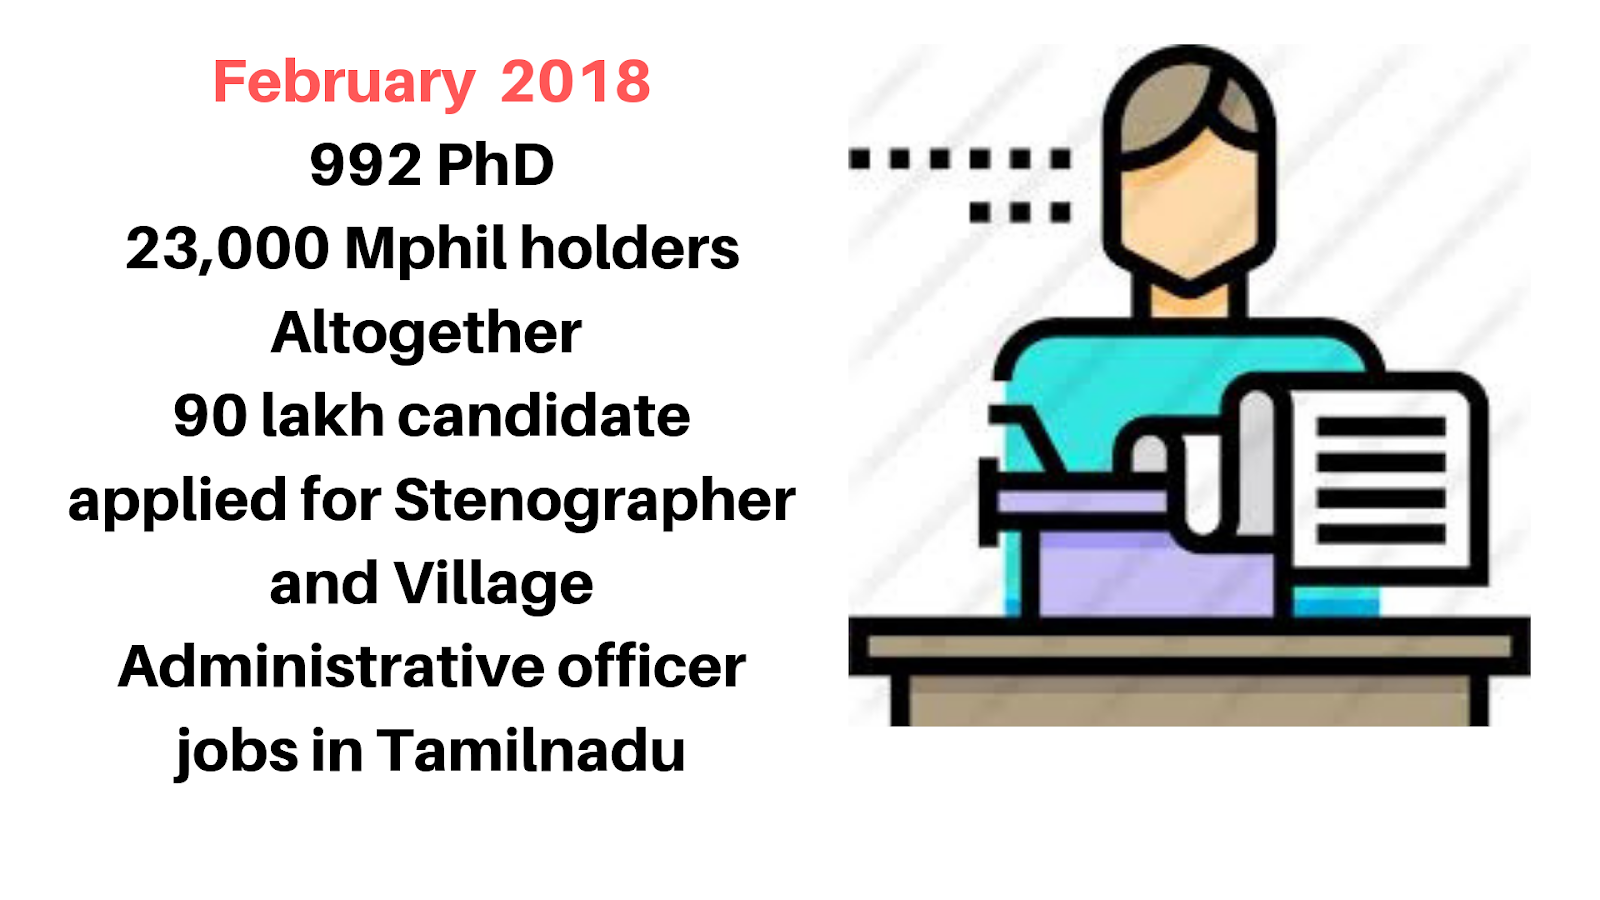 February 2018
992 PhD
23,000 Mphil holders
Altogether
90 lakh candidate
applied for Stenographer
and Village
Administrative officer
jobs in Tamilnadu